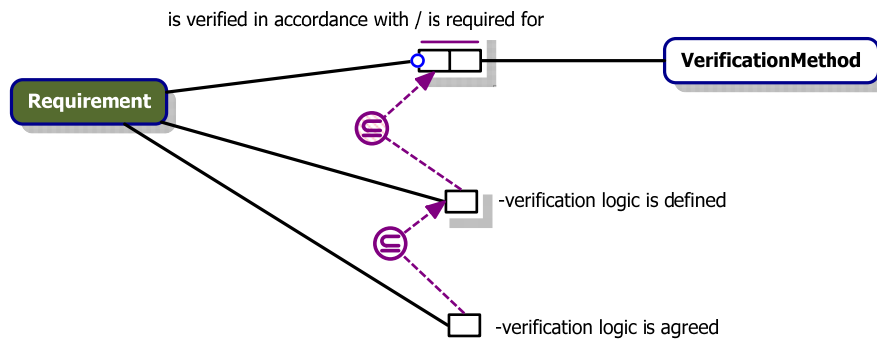 is verified in accordance with / is required for
VerificationMethod
Requirement
-verification logic is defined
-verification logic is agreed